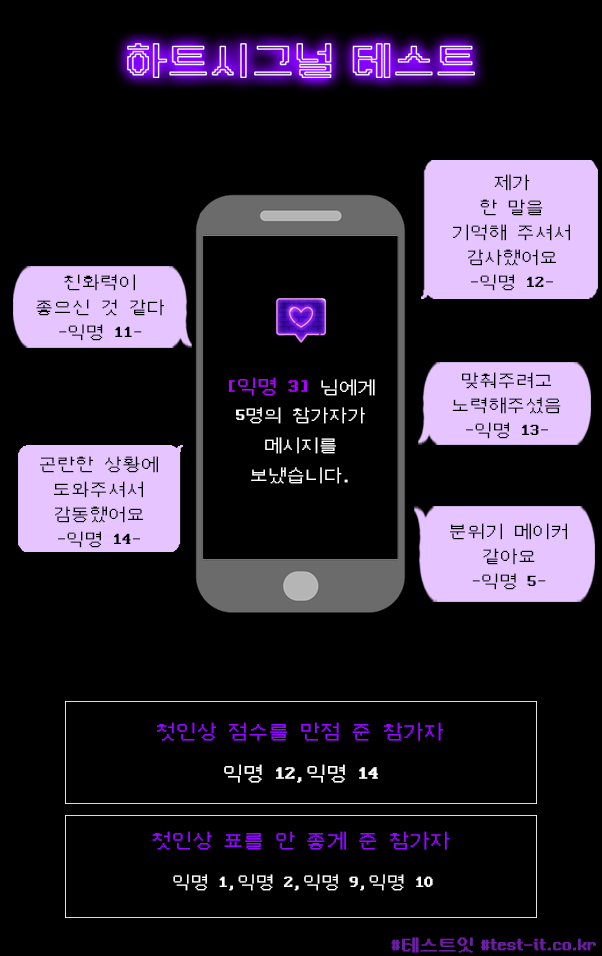 하트시그널 테스트
제가
한 말을
기억해 주셔서
감사했어요
-익명 12-
친화력이
좋으신 것 같다
-익명 11-
[익명 3] 님에게
5명의 참가자가
메시지를
보냈습니다.
맞춰주려고
노력해주셨음
-익명 13-
곤란한 상황에
도와주셔서
감동했어요
-익명 14-
분위기 메이커
같아요
-익명 5-
첫인상 점수를 만점 준 참가자
익명 12,익명 14
첫인상 표를 안 좋게 준 참가자
익명 1,익명 2,익명 9,익명 10
#테스트잇 #test-it.co.kr